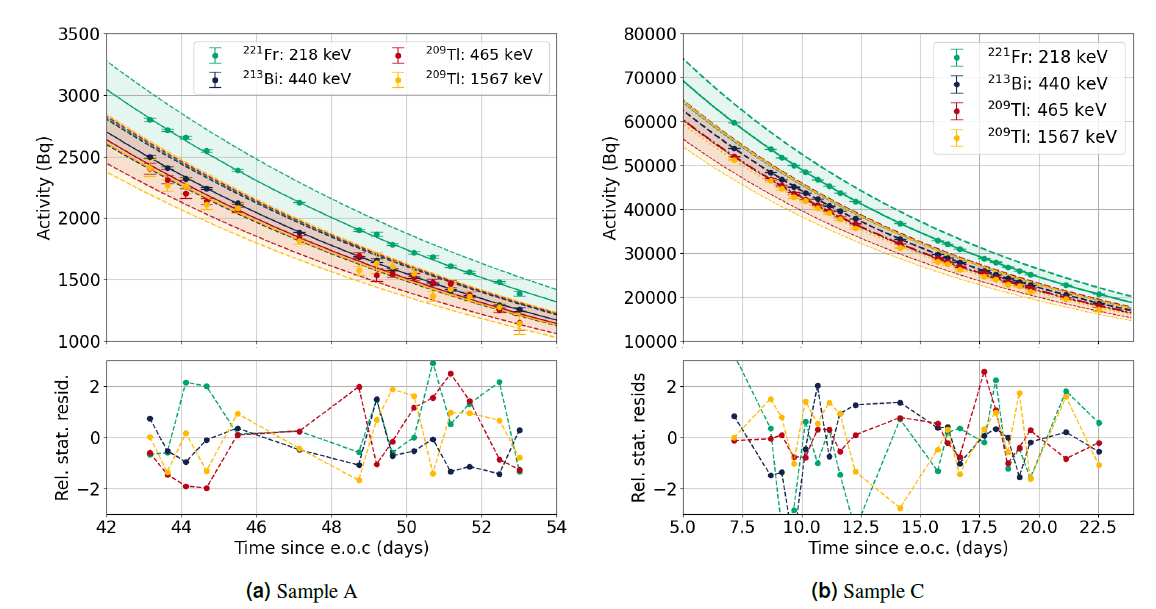 3500
3000
2500
2000
1500
1000
Activity (Bq)
²²¹Fr: 218 keV
²¹³Bi: 440 keV
²⁰⁹Tl: 465 keV
²⁰⁹Tl: 1567 keV
2
0
−2
Rel. stat. resid.
42 44 46 48 50 52 54
Time since e.o.c (days)
(a) Sample A
80000
70000
60000
50000
40000
30000
20000
10000
Activity (Bq)
²²¹Fr: 218 keV
²¹³Bi: 440 keV
²⁰⁹Tl: 465 keV
²⁰⁹Tl: 1567 keV
2
0
−2
Rel. stat. resids
5.0 7.5 10.0 12.5 15.0 17.5 20.0 22.5
Time since e.o.c. (days)
(b) Sample C